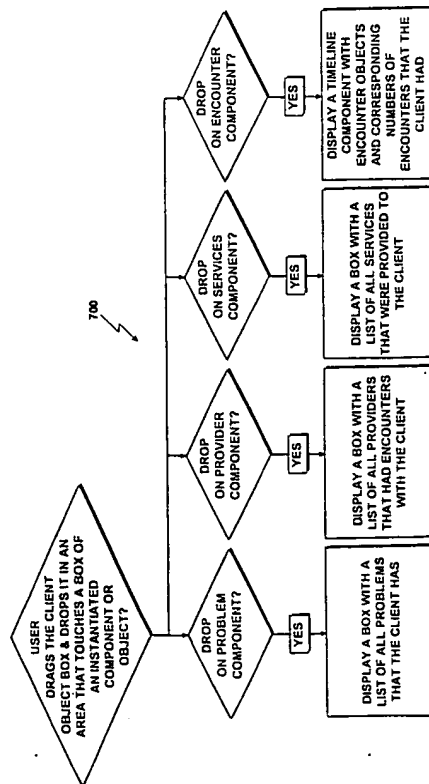 USER
DRAGS THE CLIENT
OBJECT BOX & DROPS IT IN AN
AREA THAT TOUCHES A BOX OF
AN INSTANTIATED
COMPONENT OR
OBJECT?
700
DROP
ON PROBLEM
COMPONENT?
YES
DISPLAY A BOX WITH A
LIST OF ALL PROBLEMS
THAT THE CLIENT HAS
DROP
ON PROVIDER
COMPONENT?
YES
DISPLAY A BOX WITH A
LIST OF ALL PROVIDERS
THAT HAD ENCOUNTERS
WITH THE CLIENT
DROP
ON SERVICES
COMPONENT?
YES
DISPLAY A BOX WITH A
LIST OF ALL SERVICES
THAT WERE PROVIDED TO
THE CLIENT
DROP
ON ENCOUNTER
COMPONENT?
YES
DISPLAY A TIMELINE
COMPONENT WITH
ENCOUNTER OBJECTS
AND CORRESPONDING
NUMBERS OF
ENCOUNTERS THAT THE
CLIENT HAD